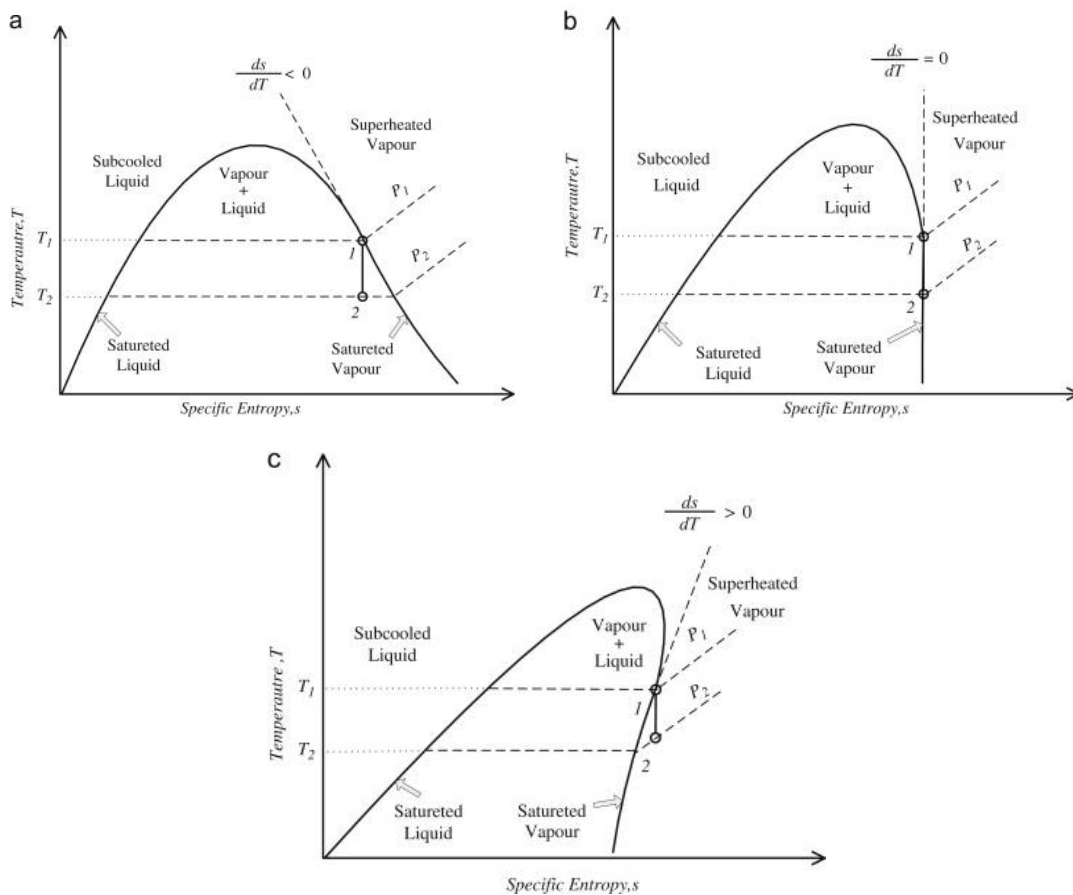 a
ds
dT
< 0
Superheated
Vapour
Subcooled
Liquid
Vapour
+
Liquid
P1
P2
T1
T2
1
2
Satureted
Liquid
Satureted
Vapour
Temperautre,T
Specific Entropy,s
b
ds
dT
= 0
Superheated
Vapour
Subcooled
Liquid
Vapour
+
Liquid
P1
P2
T1
T2
1
2
Satureted
Liquid
Satureted
Vapour
Temperautre,T
Specific Entropy,s
c
ds
dT
> 0
Superheated
Vapour
Subcooled
Liquid
Vapour
+
Liquid
P1
P2
T1
T2
1
2
Satureted
Liquid
Satureted
Vapour
Temperautre ,T
Specific Entropy,s